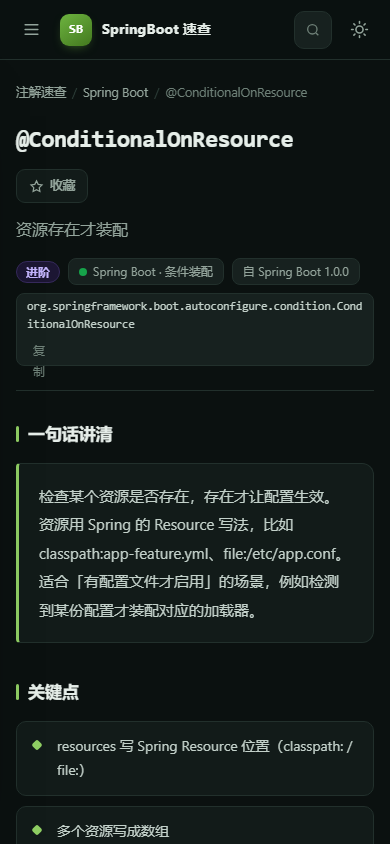 SB SpringBoot 速查
注解速查 / Spring Boot / @ConditionalOnResource
@ConditionalOnResource
收藏
资源存在才装配
进阶 Spring Boot · 条件装配 自 Spring Boot 1.0.0
org.springframework.boot.autoconfigure.condition.Cond
itionalOnResource
复
制
一句话讲清
检查某个资源是否存在，存在才让配置生效。
资源用 Spring 的 Resource 写法，比如
classpath:app-feature.yml、file:/etc/app.conf。
适合「有配置文件才启用」的场景，例如检测
到某份配置才装配对应的加载器。
关键点
resources 写 Spring Resource 位置（classpath: /
file:）
多个资源写成数组